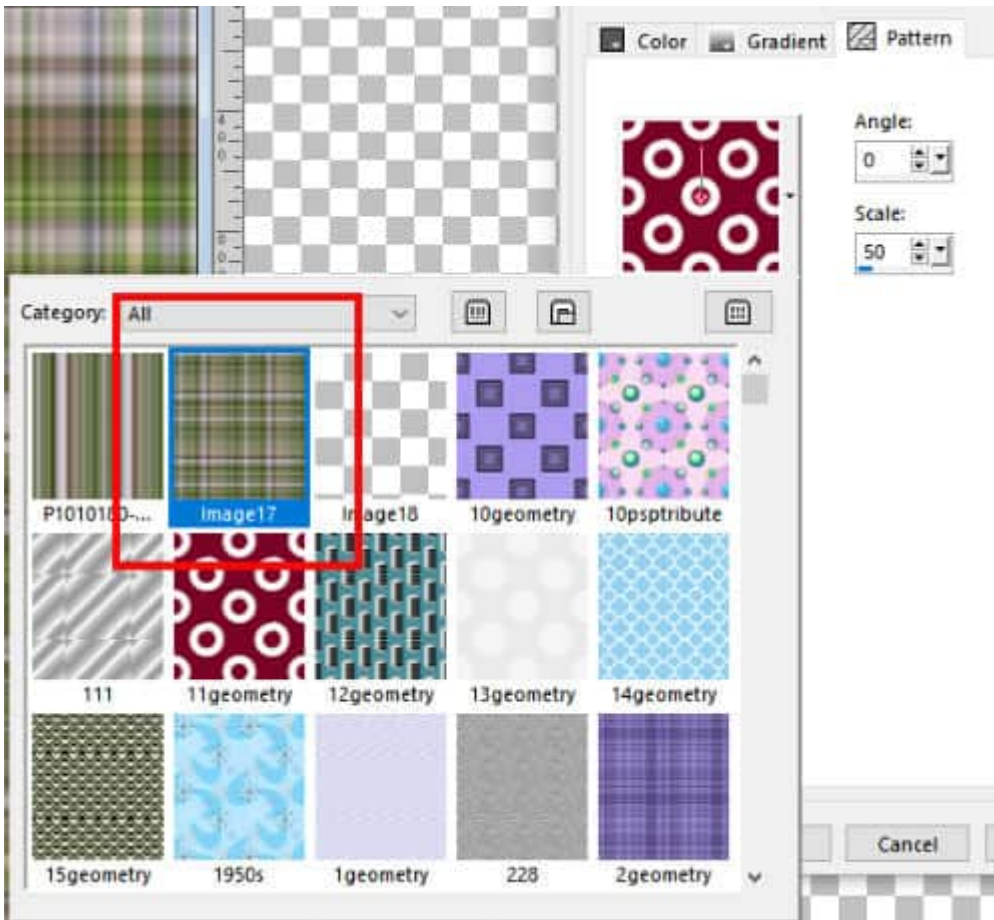 Color Gradient Pattern
Angle:
0
Scale:
50
Category: All
P1010180-... Image17 Image18 10geometry 10psptribute
111 11geometry 12geometry 13geometry 14geometry
15geometry 1950s 1geometry 228 2geometry
Cancel